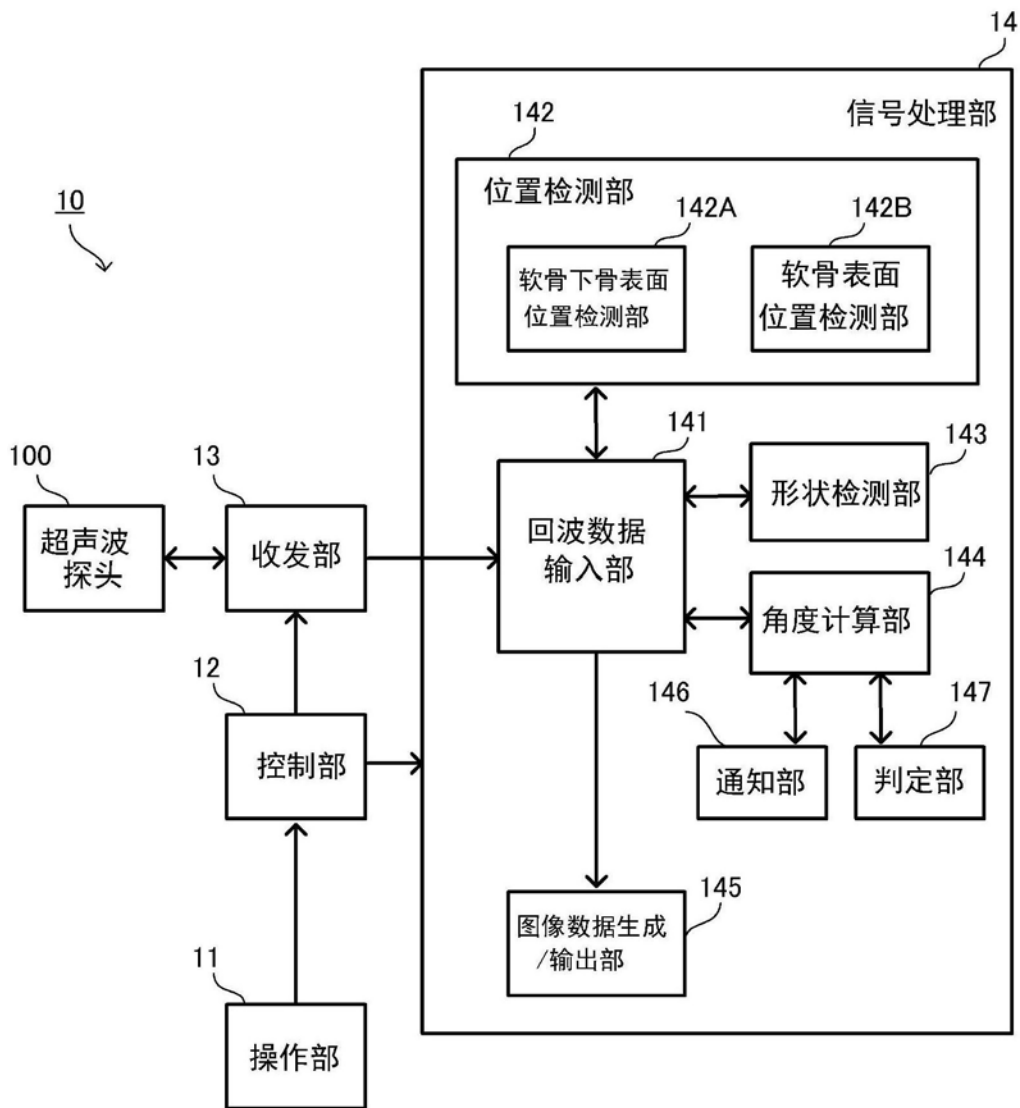 14
信号处理部
142
位置检测部
10
142A
142B
软骨下骨表面
位置检测部
软骨表面
位置检测部
141
143
100
13
形状检测部
超声波
探头
收发部
回波数据
输入部
144
角度计算部
12
146
147
控制部
通知部
判定部
145
图像数据生成
/输出部
11
操作部